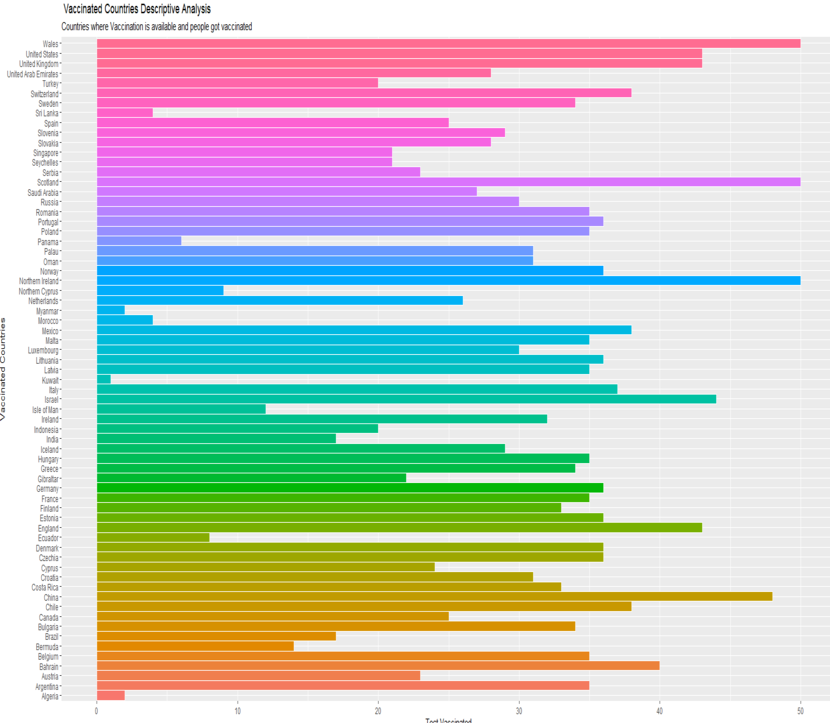 Vaccinated Countries Descriptive Analysis
Countries where Vaccination is available and people got vaccinated
Vaccinated Countries
Wales
United States
United Kingdom
United Arab Emirates
Turkey
Switzerland
Sweden
Sri Lanka
Spain
Slovenia
Slovakia
Singapore
Seychelles
Serbia
Scotland
Saudi Arabia
Russia
Romania
Portugal
Poland
Panama
Palau
Oman
Norway
Northern Ireland
Northern Cyprus
Netherlands
Myanmar
Morocco
Mexico
Malta
Luxembourg
Lithuania
Latvia
Kuwait
Italy
Israel
Isle of Man
Ireland
Indonesia
India
Iceland
Hungary
Greece
Gibraltar
Germany
France
Finland
Estonia
England
Ecuador
Denmark
Czechia
Cyprus
Croatia
Costa Rica
China
Chile
Canada
Bulgaria
Brazil
Bermuda
Belgium
Bahrain
Austria
Argentina
Algeria
0 10 20 30 40 50
Vaccinated